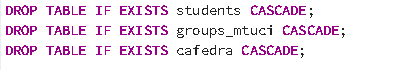 DROP TABLE IF EXISTS students CASCADE;
DROP TABLE IF EXISTS groups_mtuci CASCADE;
DROP TABLE IF EXISTS cafedra CASCADE;